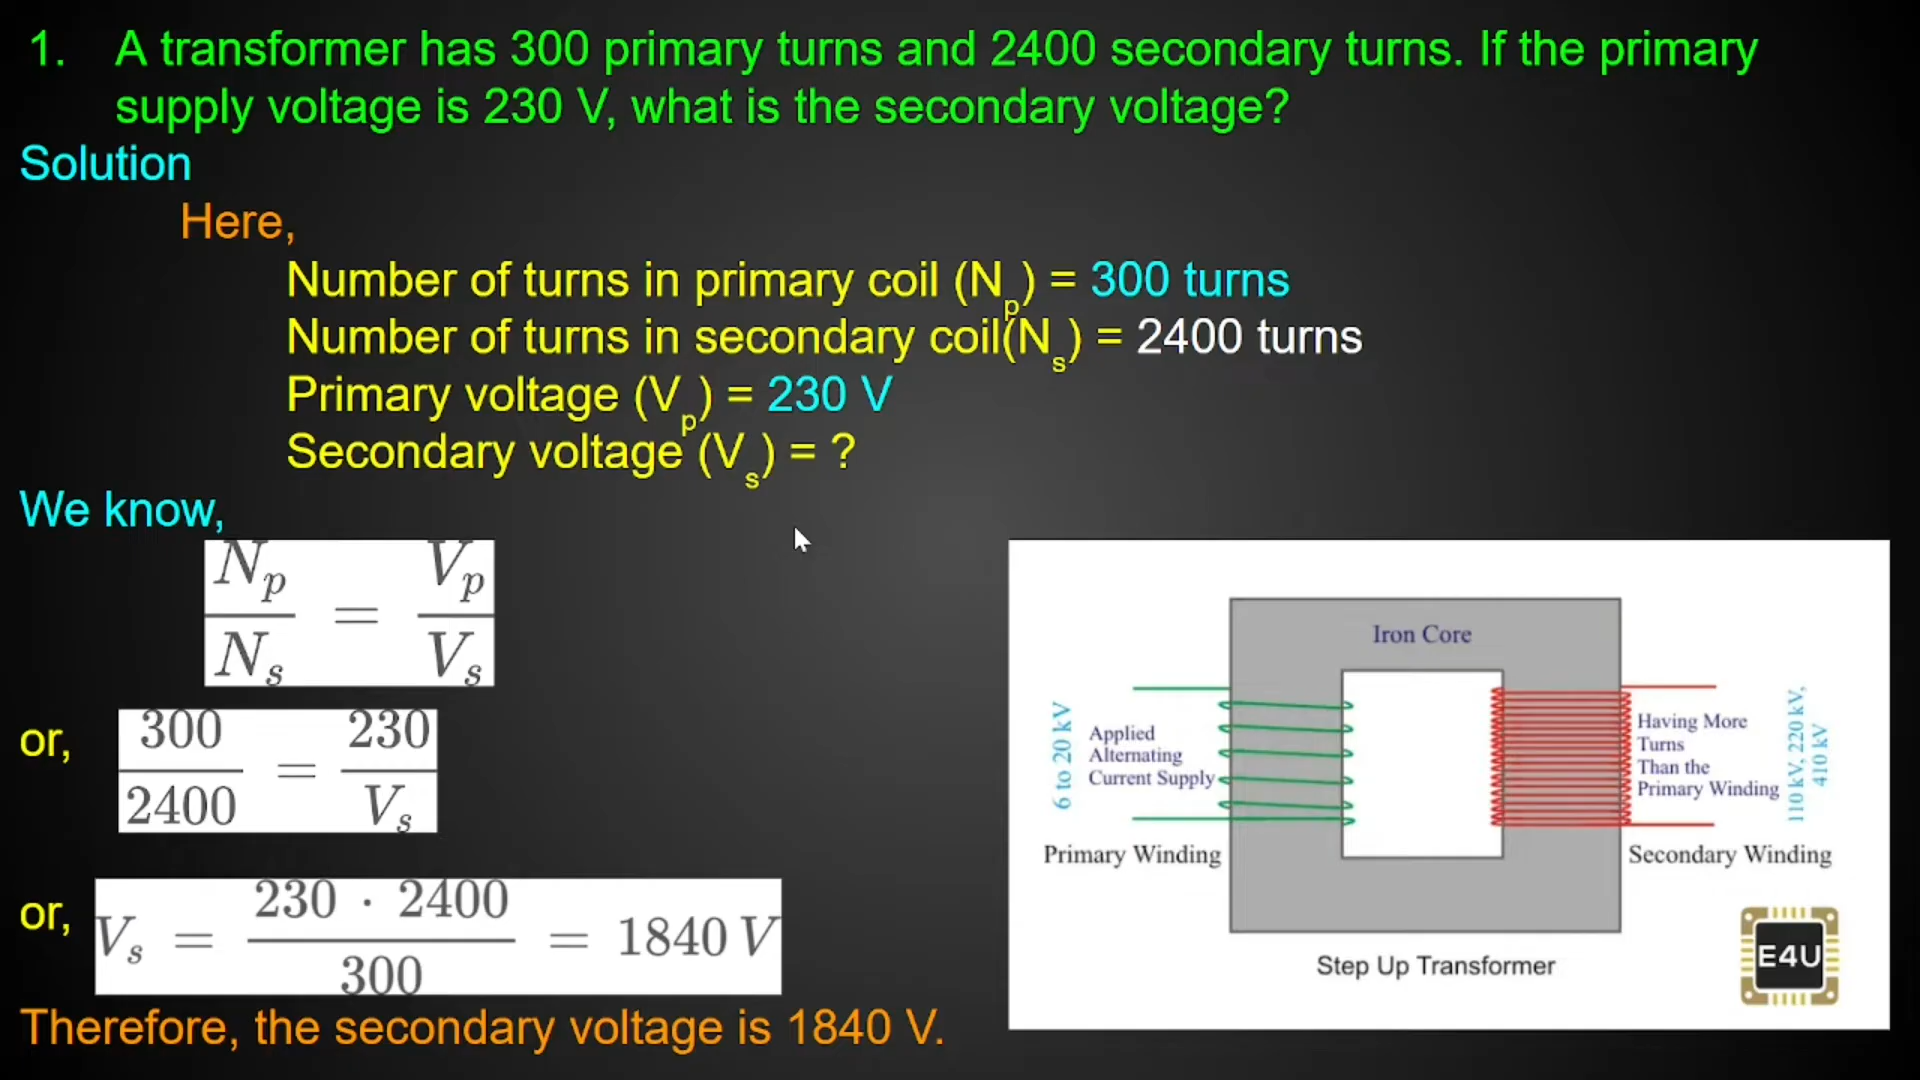 1. A transformer has 300 primary turns and 2400 secondary turns. If the primary
supply voltage is 230 V, what is the secondary voltage?
Solution
Here,
Number of turns in primary coil (Np) = 300 turns
Number of turns in secondary coil(Ns) = 2400 turns
Primary voltage (Vp) = 230 V
Secondary voltage (Vs) = ?
We know,
Np/Ns = Vp/Vs
or, 300/2400 = 230/Vs
or, Vs = 230 · 2400/300 = 1840 V
Therefore, the secondary voltage is 1840 V.
Iron Core
6 to 20 kV
Applied
Alternating
Current Supply
Having More
Turns
Than the
Primary Winding
110 kV, 220 kV,
410 kV
Primary Winding
Secondary Winding
Step Up Transformer
E4U